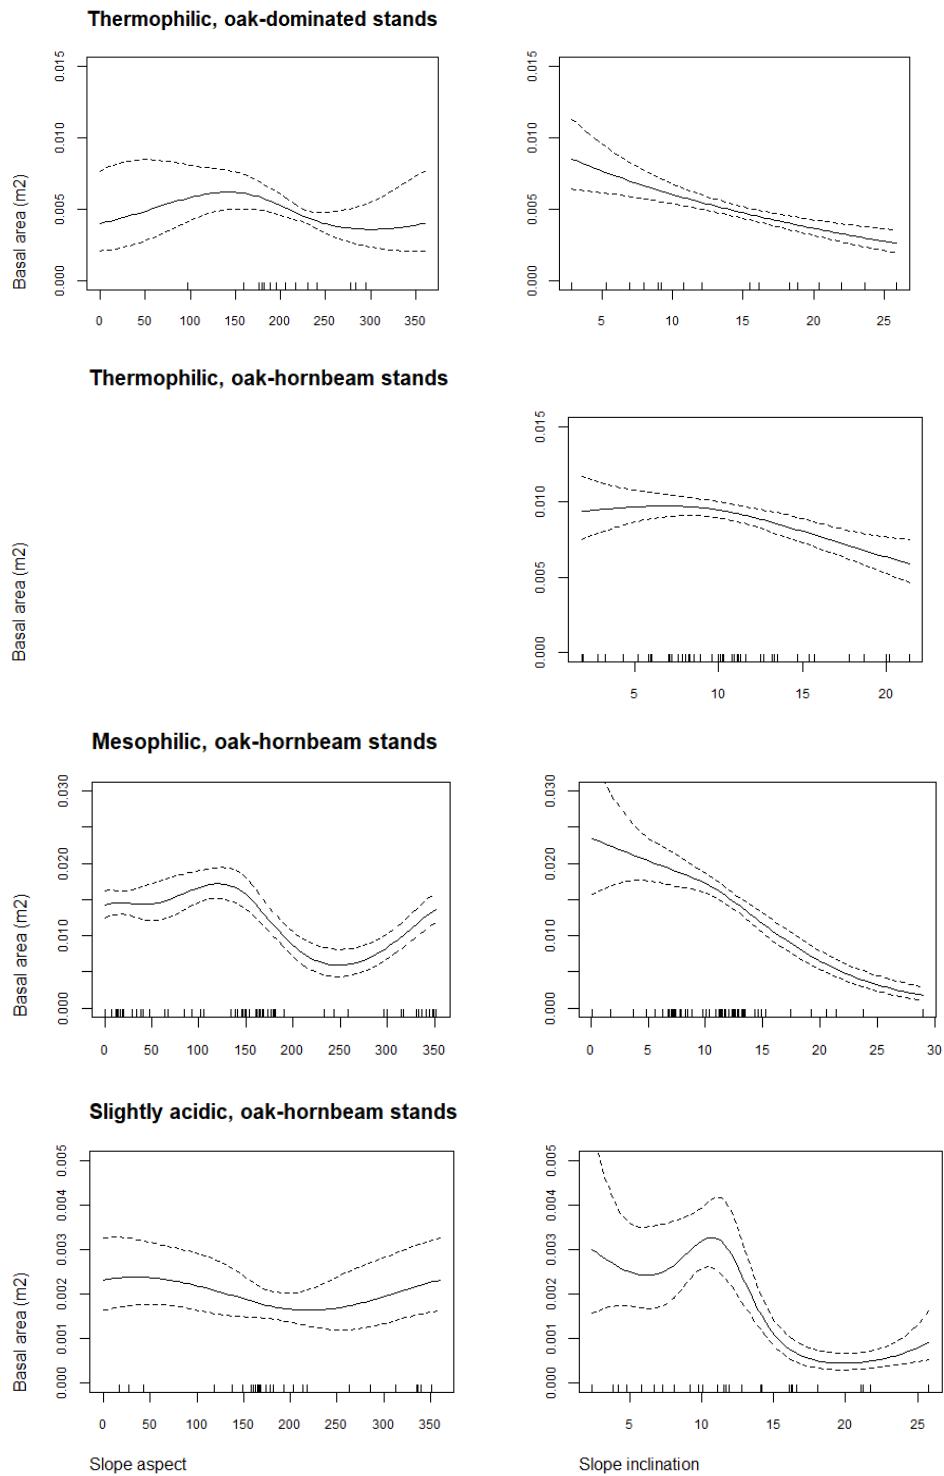 Thermophilic, oak-dominated stands
Basal area (m2)
0.000 0.005 0.010 0.015
0 50 100 150 200 250 300 350
0.000 0.005 0.010 0.015
5 10 15 20 25
Thermophilic, oak-hornbeam stands
Basal area (m2)
0.000 0.005 0.010 0.015
5 10 15 20
Mesophilic, oak-hornbeam stands
Basal area (m2)
0.000 0.010 0.020 0.030
0 50 100 150 200 250 300 350
0.000 0.010 0.020 0.030
0 5 10 15 20 25 30
Slightly acidic, oak-hornbeam stands
Basal area (m2)
0.000 0.001 0.002 0.003 0.004 0.005
0 50 100 150 200 250 300 350
0.000 0.001 0.002 0.003 0.004 0.005
5 10 15 20 25
Slope aspect
Slope inclination